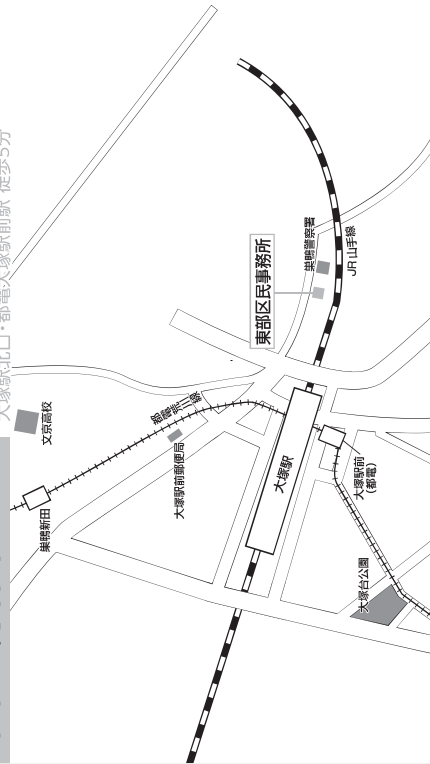 大塚駅北口・都電大塚駅前駅 徒歩5分
文京高校
巣鴨新田
都電荒川線
大塚駅前郵便局
東部区民事務所
巣鴨警察署
JR山手線
大塚駅
大塚駅前
(都電)
大塚台公園